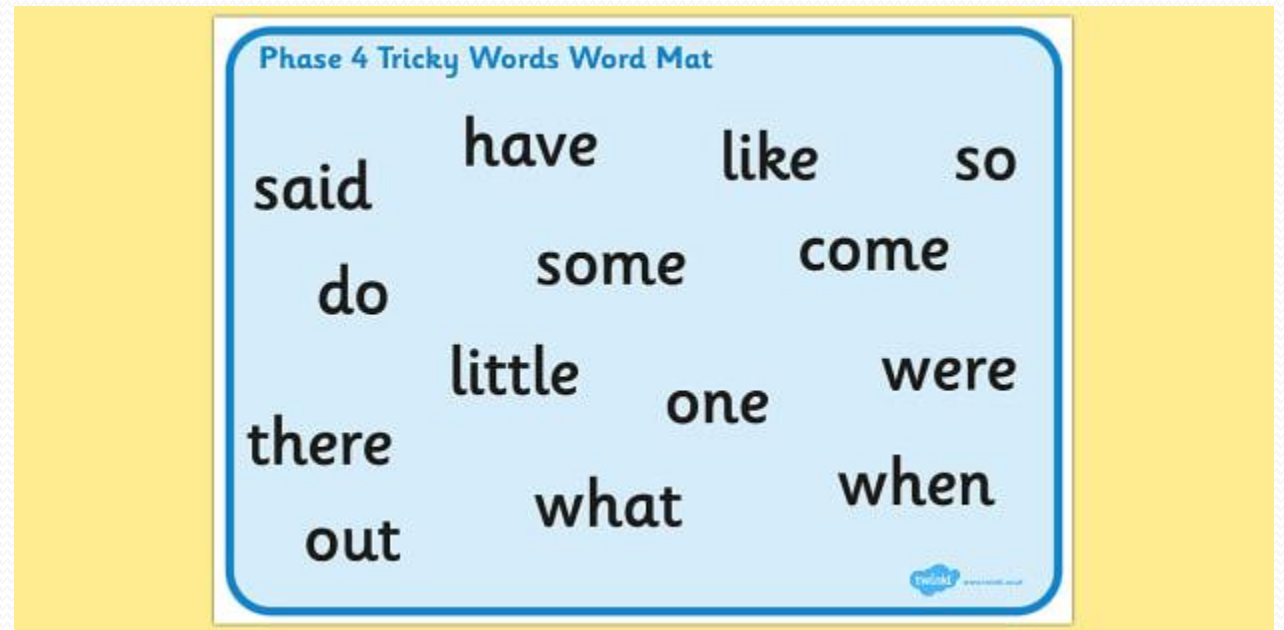 Phase 4 Tricky Words Word Mat
have
like
so
said
some
come
do
little
one
were
there
what
when
out
twinkl